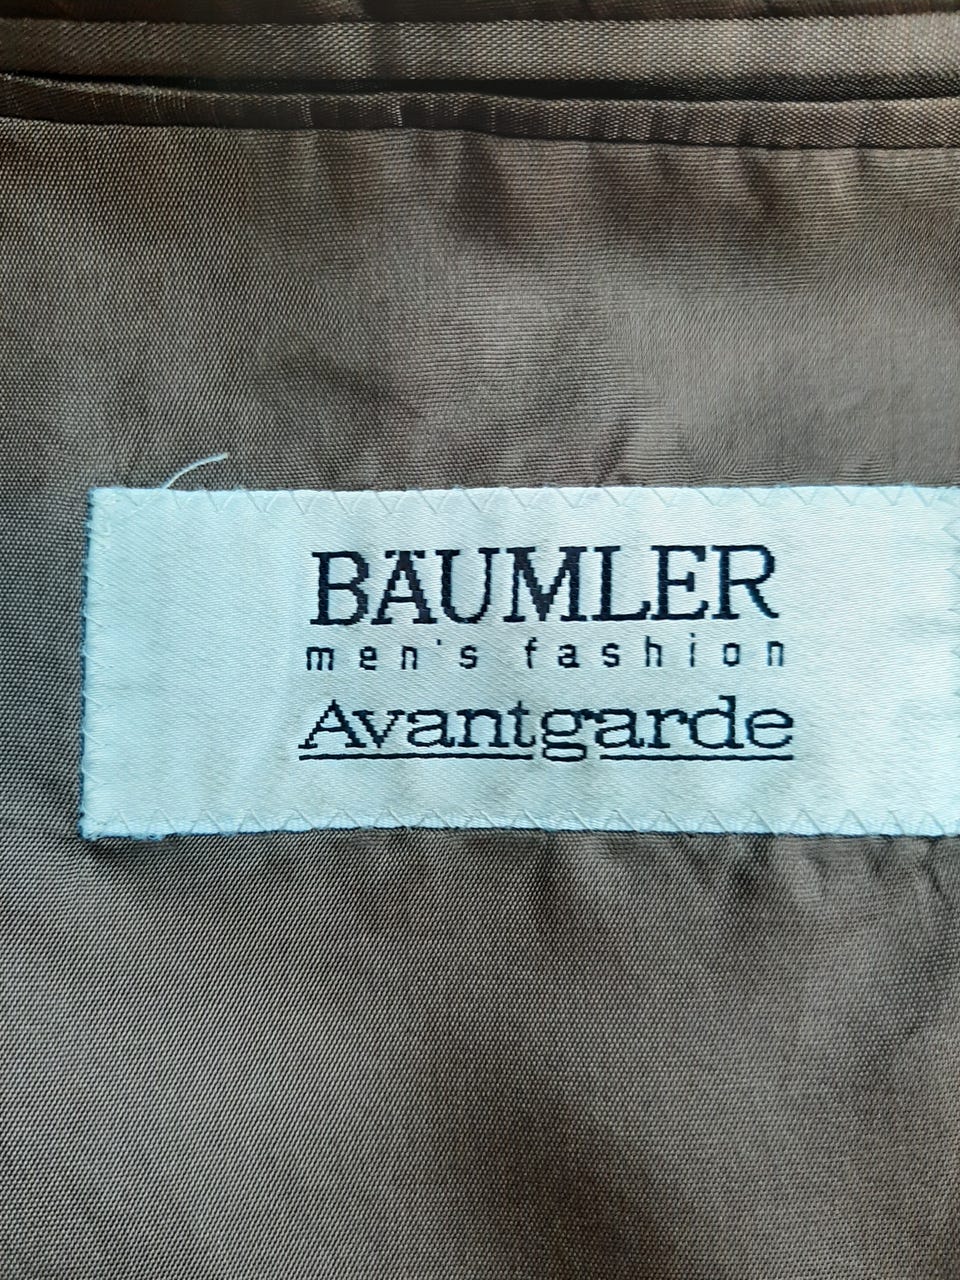 BÄUMLER
men's fashion
Avantgarde